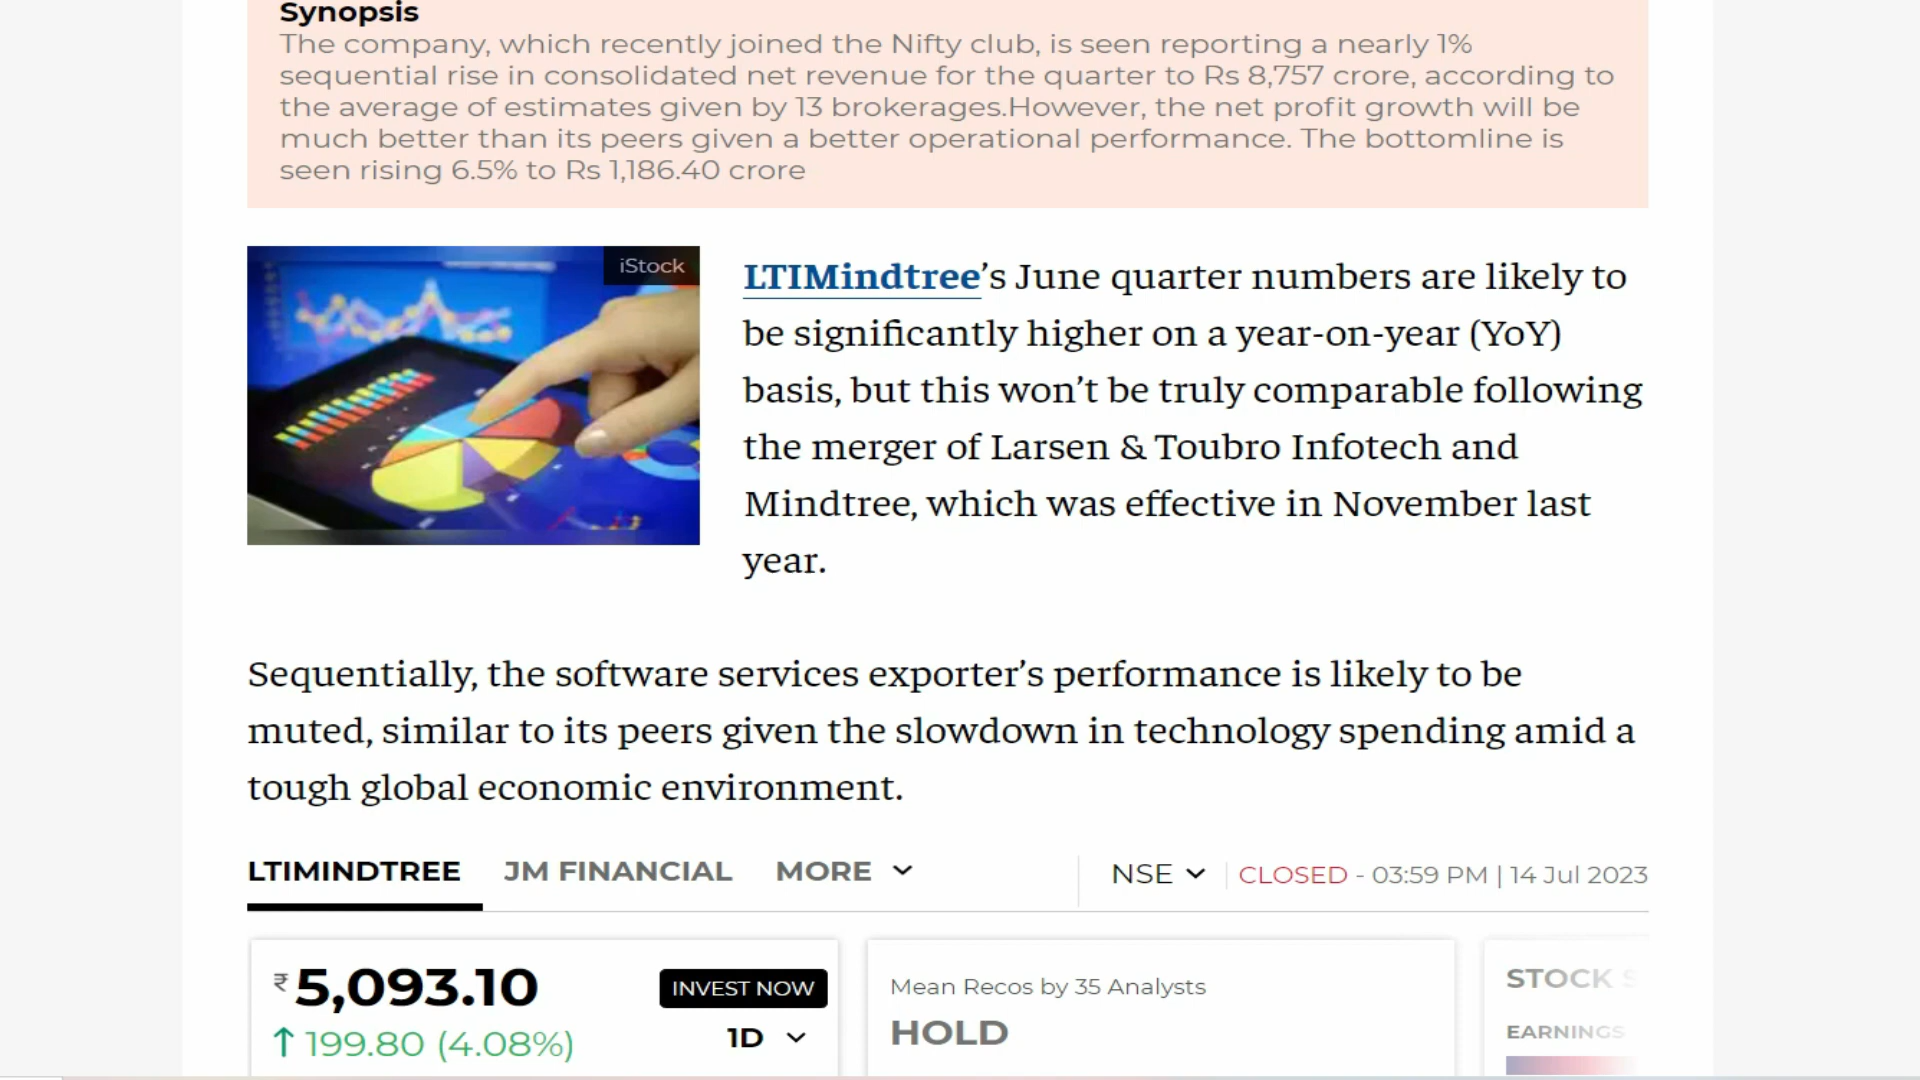 Synopsis
The company, which recently joined the Nifty club, is seen reporting a nearly 1%
sequential rise in consolidated net revenue for the quarter to Rs 8,757 crore, according to
the average of estimates given by 13 brokerages.However, the net profit growth will be
much better than its peers given a better operational performance. The bottomline is
seen rising 6.5% to Rs 1,186.40 crore
iStock
LTIMindtree’s June quarter numbers are likely to
be significantly higher on a year-on-year (YoY)
basis, but this won’t be truly comparable following
the merger of Larsen & Toubro Infotech and
Mindtree, which was effective in November last
year.
Sequentially, the software services exporter’s performance is likely to be
muted, similar to its peers given the slowdown in technology spending amid a
tough global economic environment.
LTIMINDTREE JM FINANCIAL MORE NSE CLOSED - 03:59 PM | 14 Jul 2023
₹ 5,093.10 INVEST NOW
↑ 199.80 (4.08%) 1D
Mean Recos by 35 Analysts
HOLD
STOCK S
EARNINGS